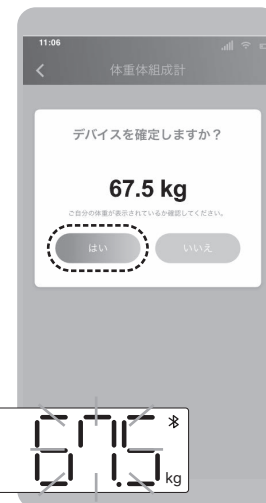 11:06
体重体組成計
デバイスを確定しますか？
67.5 kg
ご自分の体重が表示されているか確認してください。
はい
いいえ
67.5 kg